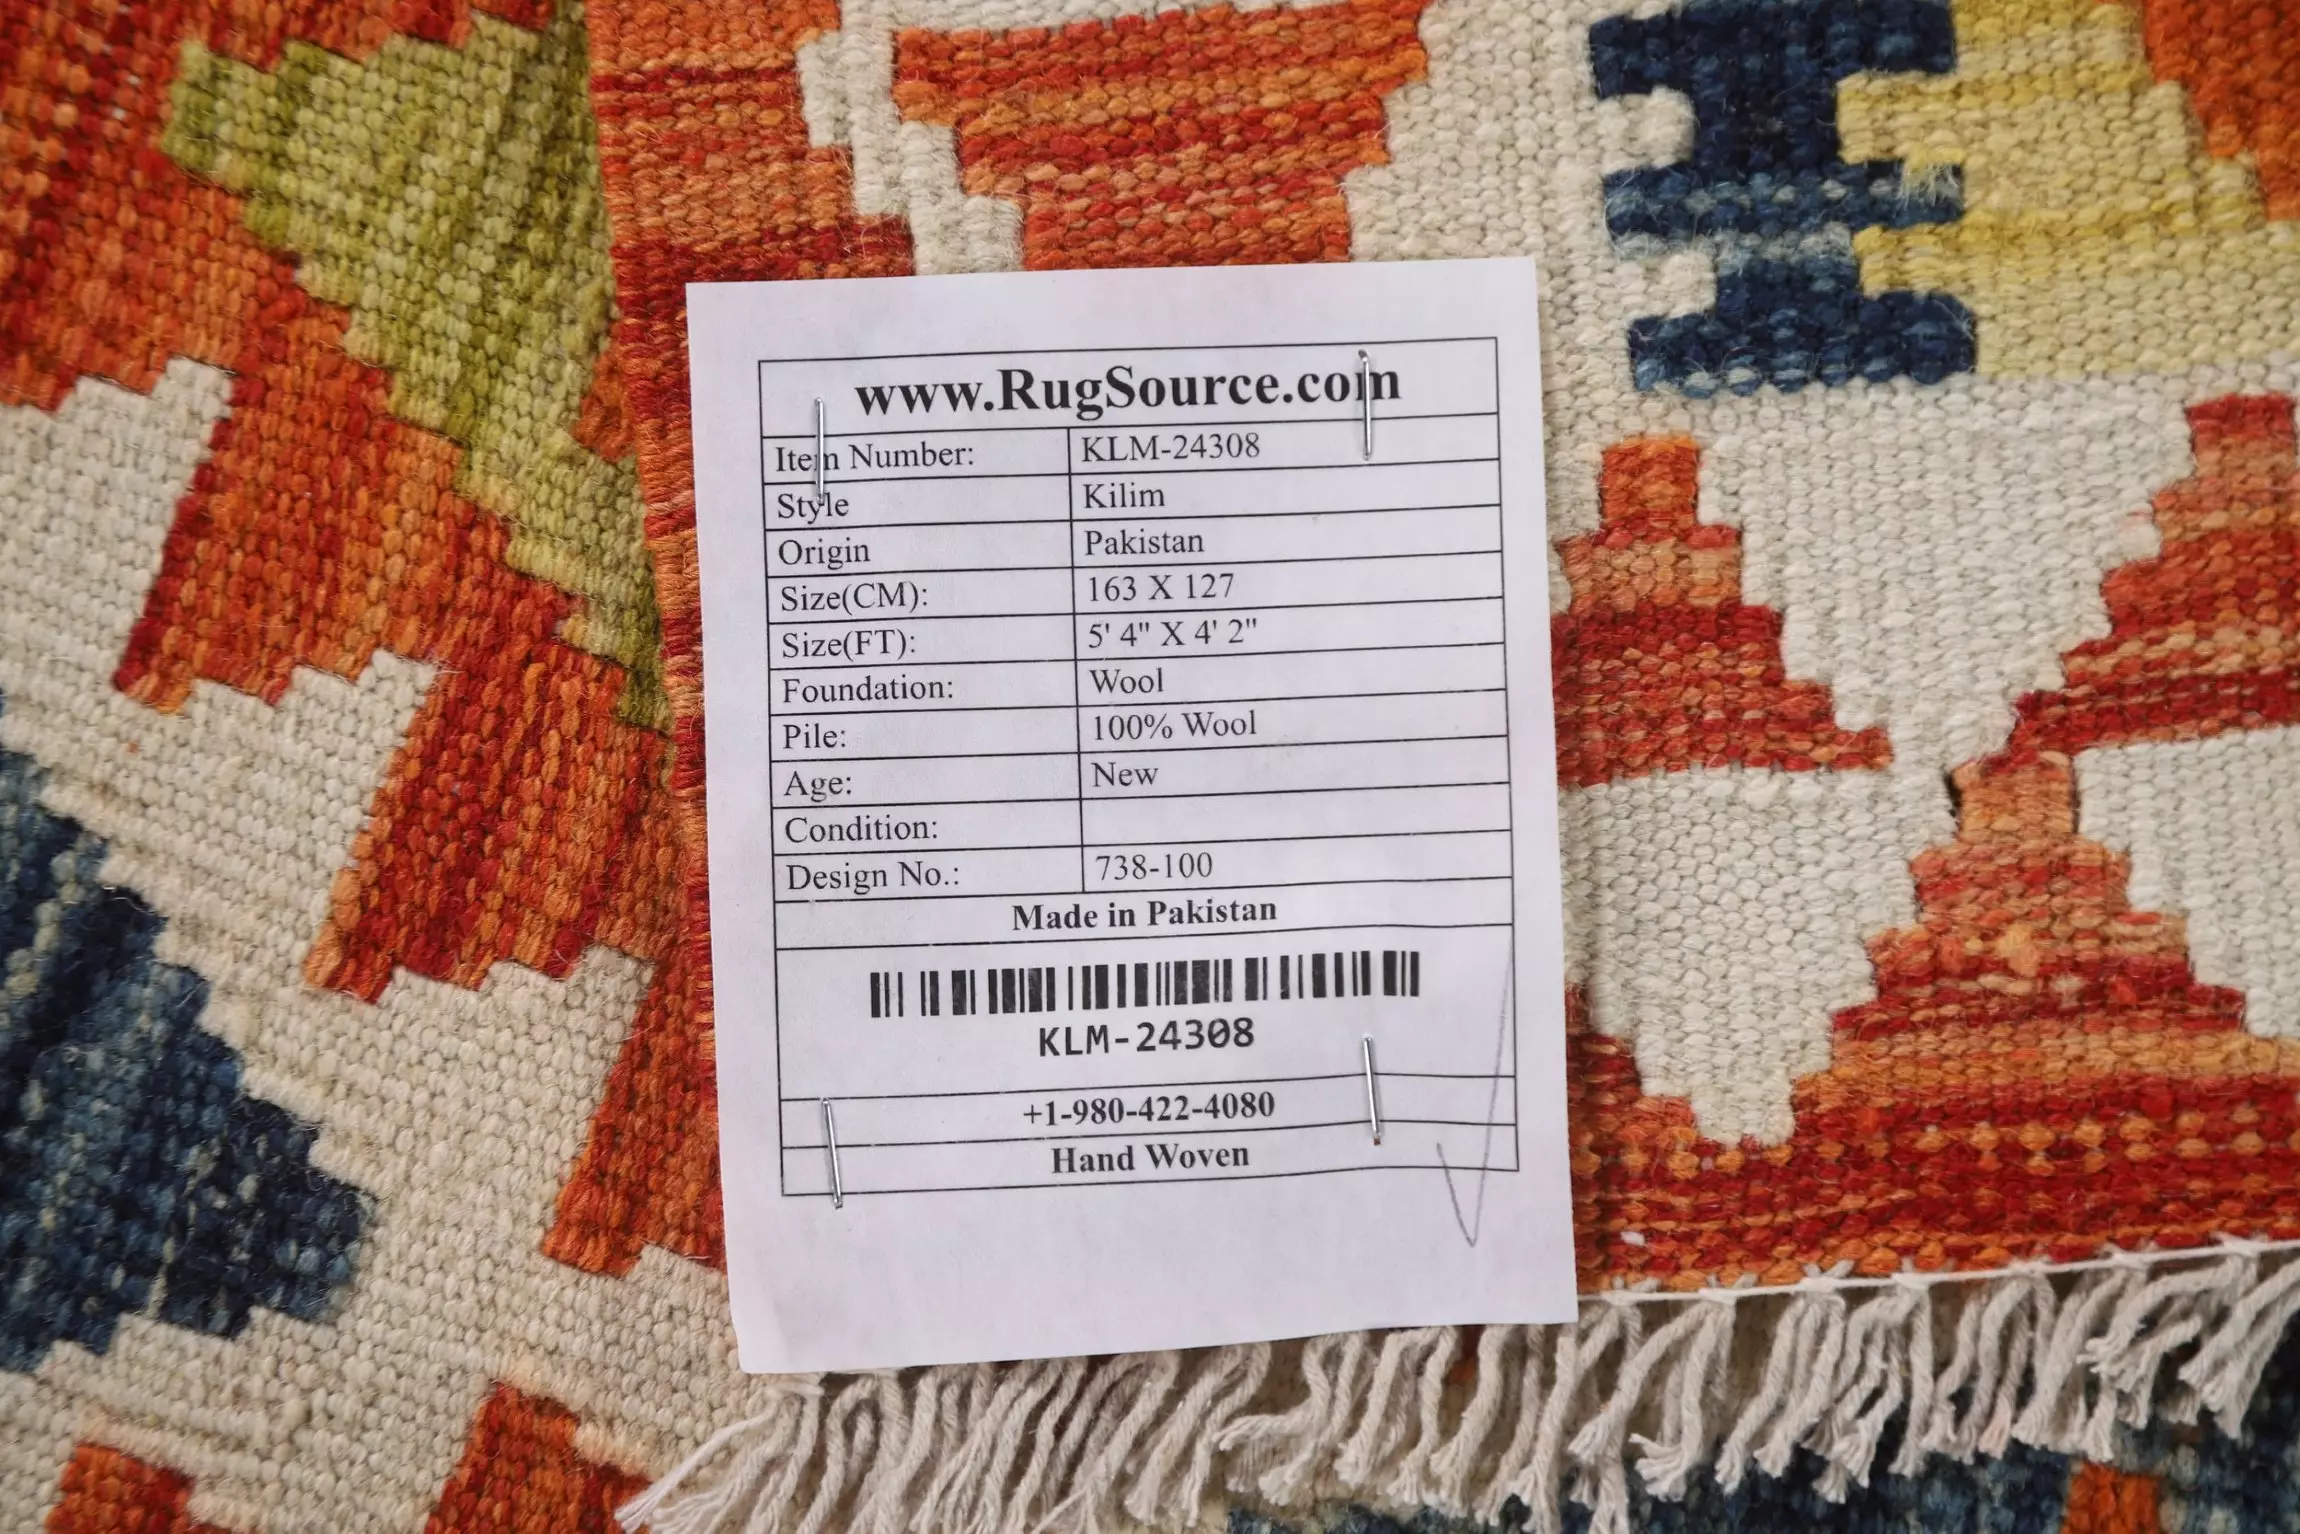 www.RugSource.com
Item Number: KLM-24308
Style Kilim
Origin Pakistan
Size(CM): 163 X 127
Size(FT): 5' 4" X 4' 2"
Foundation: Wool
Pile: 100% Wool
Age: New
Condition:
Design No.: 738-100
Made in Pakistan
KLM-24308
+1-980-422-4080
Hand Woven